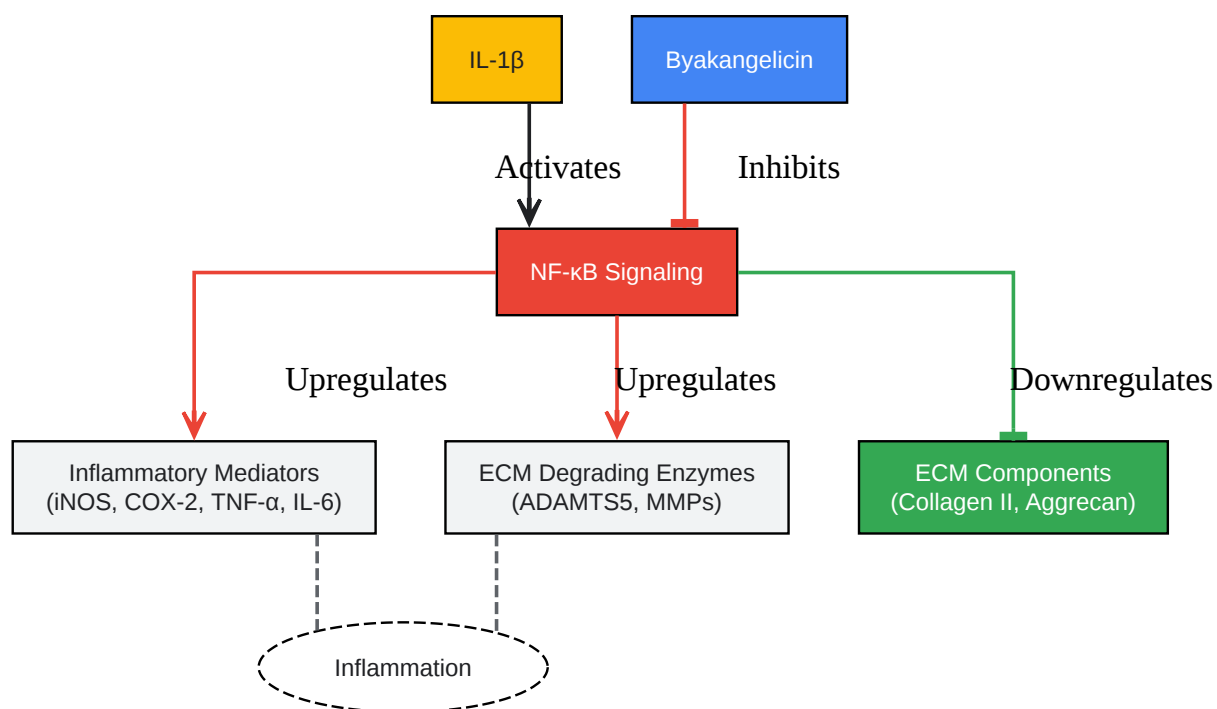 IL-1β
Byakangelicin
Activates
Inhibits
NF-κB Signaling
Upregulates
Upregulates
Downregulates
Inflammatory Mediators
(iNOS, COX-2, TNF-α, IL-6)
ECM Degrading Enzymes
(ADAMTS5, MMPs)
ECM Components
(Collagen II, Aggrecan)
Inflammation